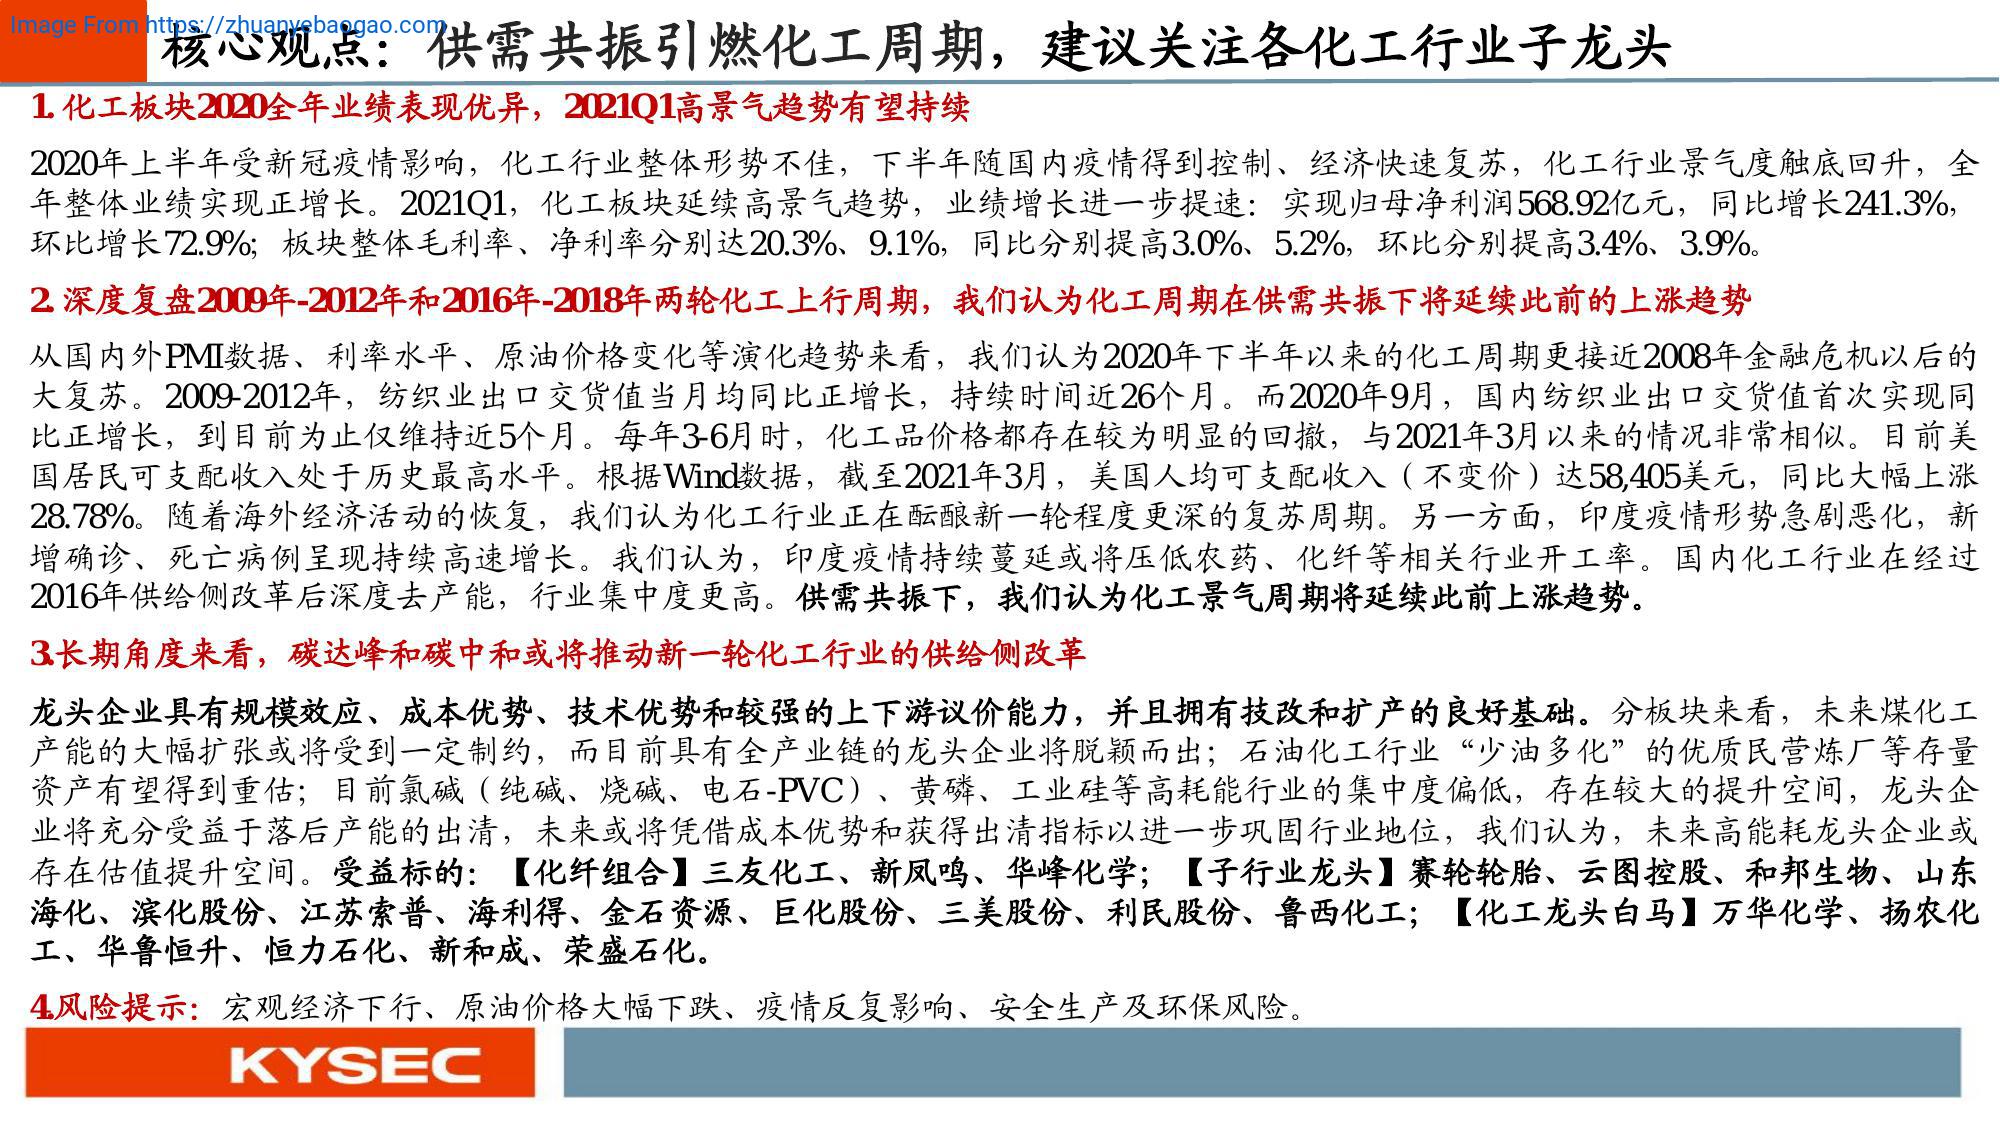 Image From https://zhuanyebaogao.com
核心观点：供需共振引燃化工周期，建议关注各化工行业子龙头
1. 化工板块2020全年业绩表现优异，2021Q1高景气趋势有望持续
2020年上半年受新冠疫情影响，化工行业整体形势不佳，下半年随国内疫情得到控制、经济快速复苏，化工行业景气度触底回升，全
年整体业绩实现正增长。2021Q1，化工板块延续高景气趋势，业绩增长进一步提速：实现归母净利润568.92亿元，同比增长241.3%，
环比增长72.9%；板块整体毛利率、净利率分别达20.3%、9.1%，同比分别提高3.0%、5.2%，环比分别提高3.4%、3.9%。
2. 深度复盘2009年-2012年和2016年-2018年两轮化工上行周期，我们认为化工周期在供需共振下将延续此前的上涨趋势
从国内外PMI数据、利率水平、原油价格变化等演化趋势来看，我们认为2020年下半年以来的化工周期更接近2008年金融危机以后的
大复苏。2009-2012年，纺织业出口交货值当月均同比正增长，持续时间近26个月。而2020年9月，国内纺织业出口交货值首次实现同
比正增长，到目前为止仅维持近5个月。每年3-6月时，化工品价格都存在较为明显的回撤，与2021年3月以来的情况非常相似。目前美
国居民可支配收入处于历史最高水平。根据Wind数据，截至2021年3月，美国人均可支配收入（不变价）达58,405美元，同比大幅上涨
28.78%。随着海外经济活动的恢复，我们认为化工行业正在酝酿新一轮程度更深的复苏周期。另一方面，印度疫情形势急剧恶化，新
增确诊、死亡病例呈现持续高速增长。我们认为，印度疫情持续蔓延或将压低农药、化纤等相关行业开工率。国内化工行业在经过
2016年供给侧改革后深度去产能，行业集中度更高。供需共振下，我们认为化工景气周期将延续此前上涨趋势。
3.长期角度来看，碳达峰和碳中和或将推动新一轮化工行业的供给侧改革
龙头企业具有规模效应、成本优势、技术优势和较强的上下游议价能力，并且拥有技改和扩产的良好基础。分板块来看，未来煤化工
产能的大幅扩张或将受到一定制约，而目前具有全产业链的龙头企业将脱颖而出；石油化工行业“少油多化”的优质民营炼厂等存量
资产有望得到重估；目前氯碱（纯碱、烧碱、电石-PVC）、黄磷、工业硅等高耗能行业的集中度偏低，存在较大的提升空间，龙头企
业将充分受益于落后产能的出清，未来或将凭借成本优势和获得出清指标以进一步巩固行业地位，我们认为，未来高能耗龙头企业或
存在估值提升空间。受益标的：【化纤组合】三友化工、新凤鸣、华峰化学；【子行业龙头】赛轮轮胎、云图控股、和邦生物、山东
海化、滨化股份、江苏索普、海利得、金石资源、巨化股份、三美股份、利民股份、鲁西化工；【化工龙头白马】万华化学、扬农化
工、华鲁恒升、恒力石化、新和成、荣盛石化。
4.风险提示：宏观经济下行、原油价格大幅下跌、疫情反复影响、安全生产及环保风险。
KYSEC